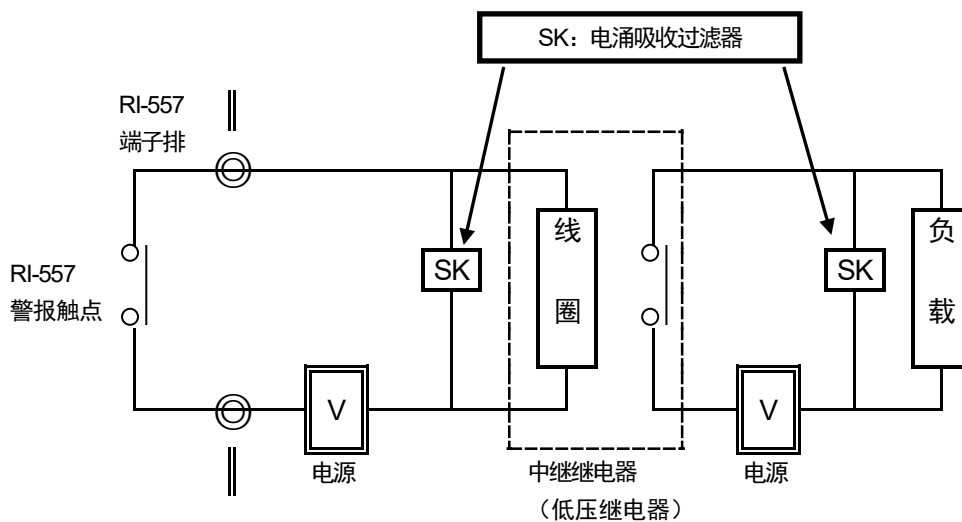 SK：电涌吸收过滤器
RI-557
端子排
RI-557
警报触点
SK
线
圈
SK
负
载
V
V
电源
中继继电器
（低压继电器）
电源